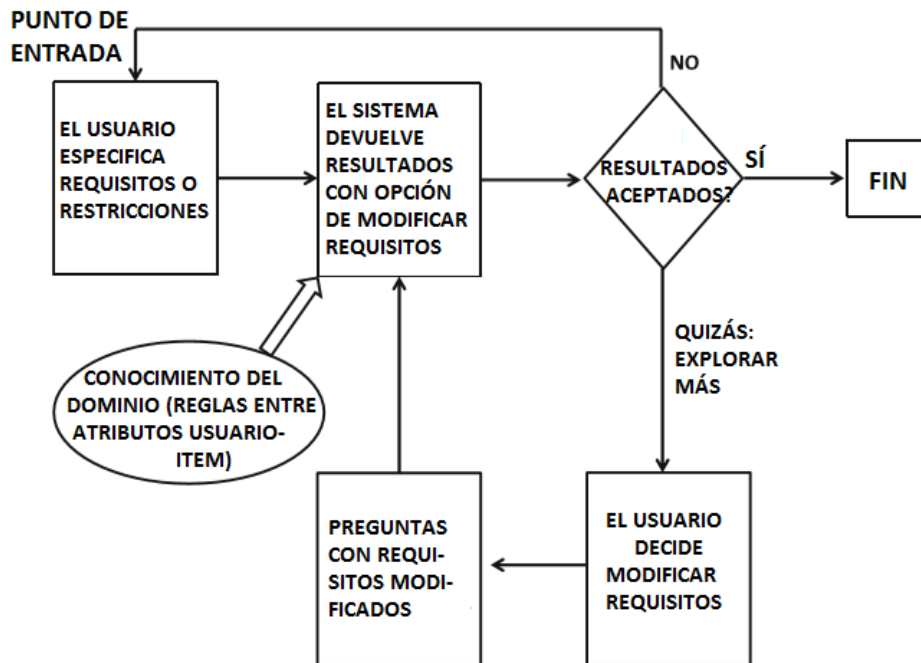 PUNTO DE
ENTRADA
NO
EL USUARIO
ESPECIFICA
REQUISITOS O
RESTRICCIONES
EL SISTEMA
DEVUELVE
RESULTADOS
CON OPCIÓN
DE MODIFICAR
REQUISITOS
RESULTADOS
ACEPTADOS?
SÍ
FIN
CONOCIMIENTO DEL
DOMINIO (REGLAS ENTRE
ATRIBUTOS USUARIO-
ITEM)
QUIZÁS:
EXPLORAR
MÁS
PREGUNTAS
CON REQUI-
SITOS MODI-
FICADOS
EL USUARIO
DECIDE
MODIFICAR
REQUISITOS